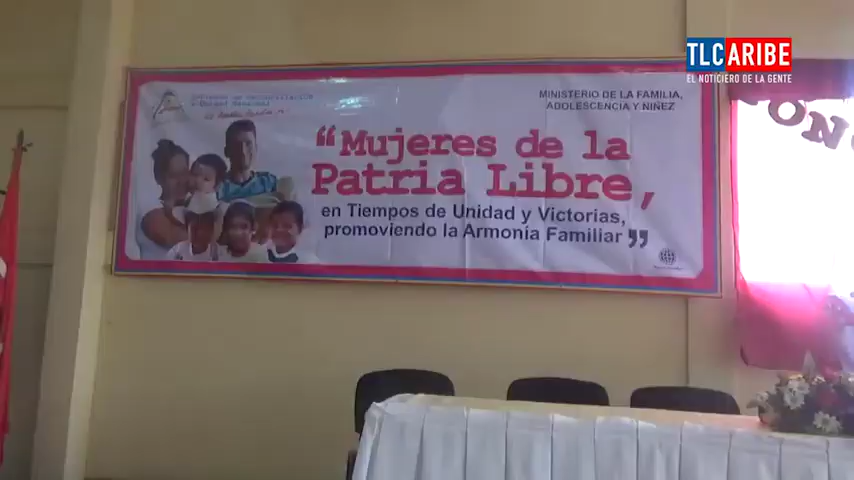 TLCARIBE
EL NOTICIERO DE LA GENTE
MINISTERIO DE LA FAMILIA,
ADOLESCENCIA Y NIÑEZ
“Mujeres de la
Patria Libre,
en Tiempos de Unidad y Victorias,
promoviendo la Armonía Familiar”